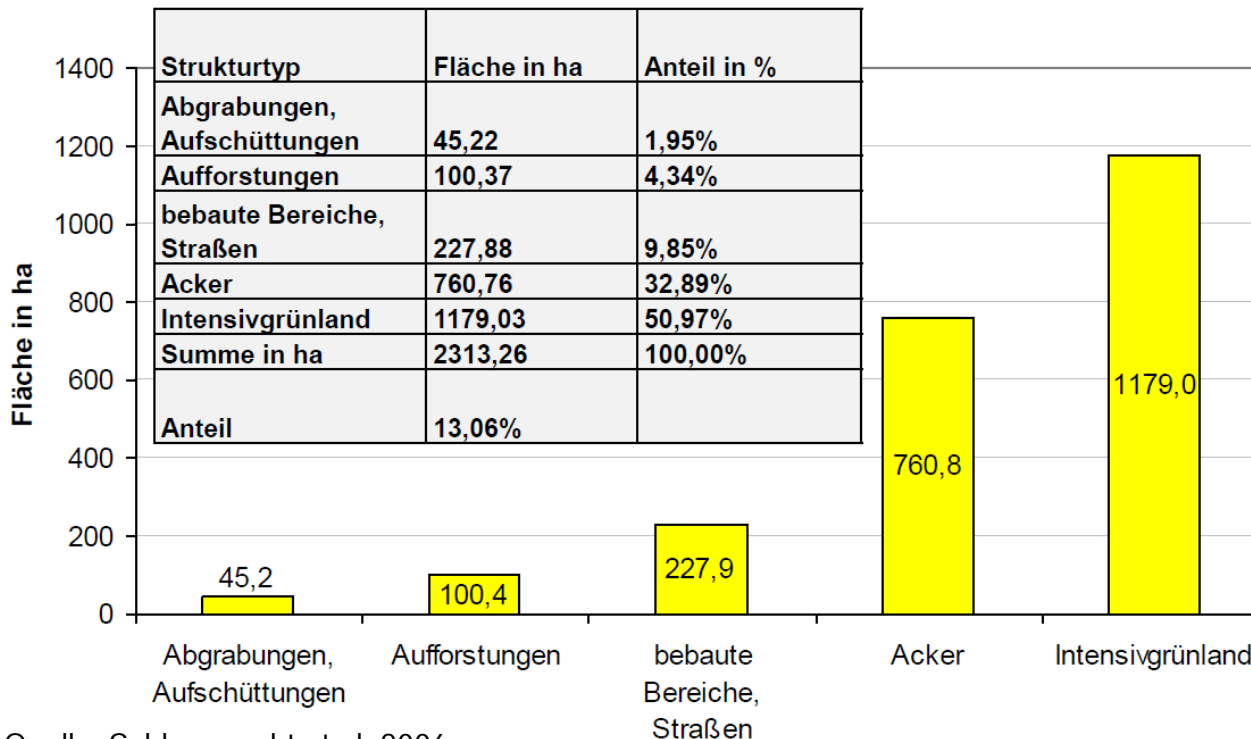 Strukturtyp Fläche in ha Anteil in %
Abgrabungen,
Aufschüttungen 45,22 1,95%
Aufforstungen 100,37 4,34%
bebaute Bereiche,
Straßen 227,88 9,85%
Acker 760,76 32,89%
Intensivgrünland 1179,03 50,97%
Summe in ha 2313,26 100,00%
Anteil 13,06%
Fläche in ha
1400
1200
1000
800
600
400
200
0
45,2
100,4
227,9
760,8
1179,0
Abgrabungen,
Aufschüttungen
Aufforstungen
bebaute
Bereiche,
Straßen
Acker
Intensivgrünland